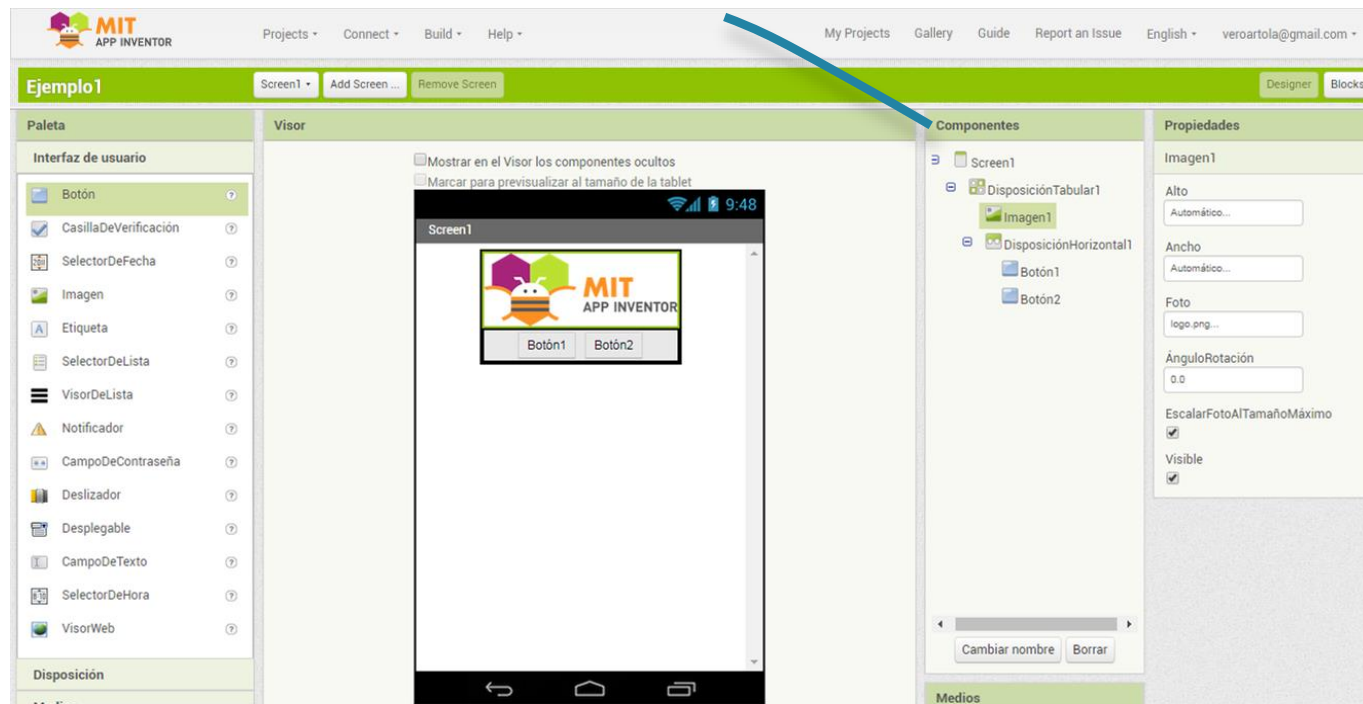 MIT
APP INVENTOR
Projects Connect Build Help My Projects Gallery Guide Report an Issue English veroartola@gmail.com
Ejemplo1 Screen1 Add Screen ... Remove Screen Designer Blocks
Paleta
Interfaz de usuario
Botón
CasillaDeVerificación
SelectorDeFecha
Imagen
Etiqueta
SelectorDeLista
VisorDeLista
Notificador
CampoDeContraseña
Deslizador
Desplegable
CampoDeTexto
SelectorDeHora
VisorWeb
Disposición
Visor
Mostrar en el Visor los componentes ocultos
Marcar para previsualizar al tamaño de la tablet
9:48
Screen1
MIT
APP INVENTOR
Botón1 Botón2
Componentes
Screen1
DisposiciónTabular1
Imagen1
DisposiciónHorizontal1
Botón1
Botón2
Cambiar nombre Borrar
Medios
Propiedades
Imagen1
Alto
Automático...
Ancho
Automático...
Foto
logo.png...
ÁnguloRotación
0.0
EscalarFotoAlTamañoMáximo
Visible